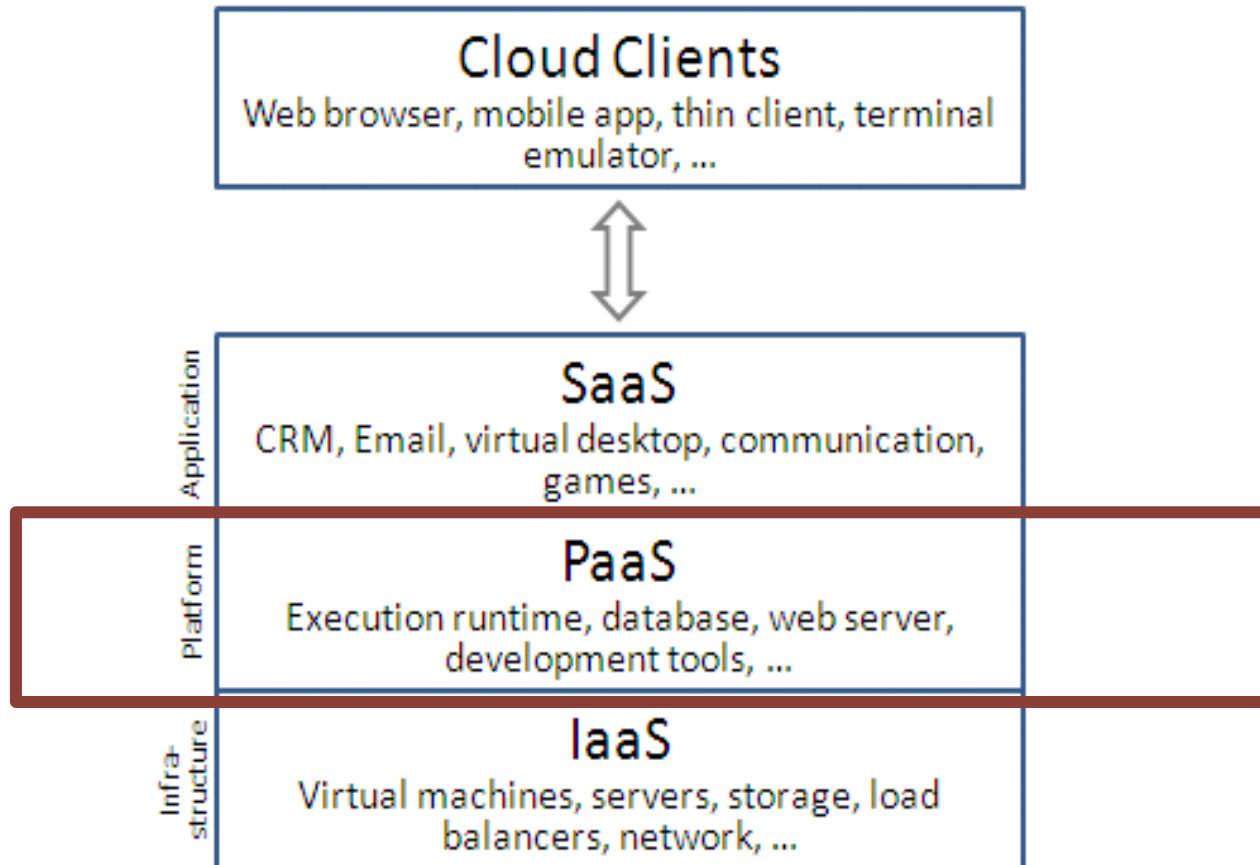 Cloud Clients
Web browser, mobile app, thin client, terminal
emulator, ...
Application
SaaS
CRM, Email, virtual desktop, communication,
games, ...
Platform
PaaS
Execution runtime, database, web server,
development tools, ...
Infra-
structure
IaaS
Virtual machines, servers, storage, load
balancers, network, ...